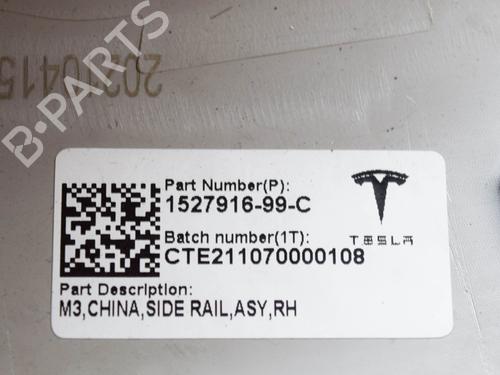 20210415
B-PARTS
Part Number(P):
1527916-99-C
Batch number(1T):
CTE211070000108
TESLA
Part Description:
M3,CHINA,SIDE RAIL,ASY,RH